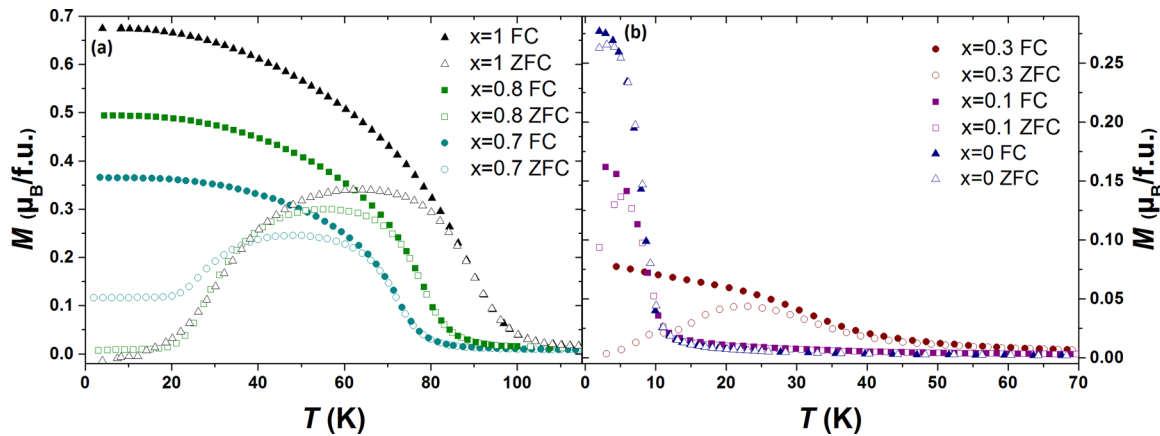 (a)
x=1 FC
x=1 ZFC
x=0.8 FC
x=0.8 ZFC
x=0.7 FC
x=0.7 ZFC
0.7
0.6
0.5
0.4
0.3
0.2
0.1
0.0
M (μB/f.u.)
0 20 40 60 80 100
T (K)
(b)
x=0.3 FC
x=0.3 ZFC
x=0.1 FC
x=0.1 ZFC
x=0 FC
x=0 ZFC
0.25
0.20
0.15
0.10
0.05
0.00
M (μB/f.u.)
0 10 20 30 40 50 60 70
T (K)